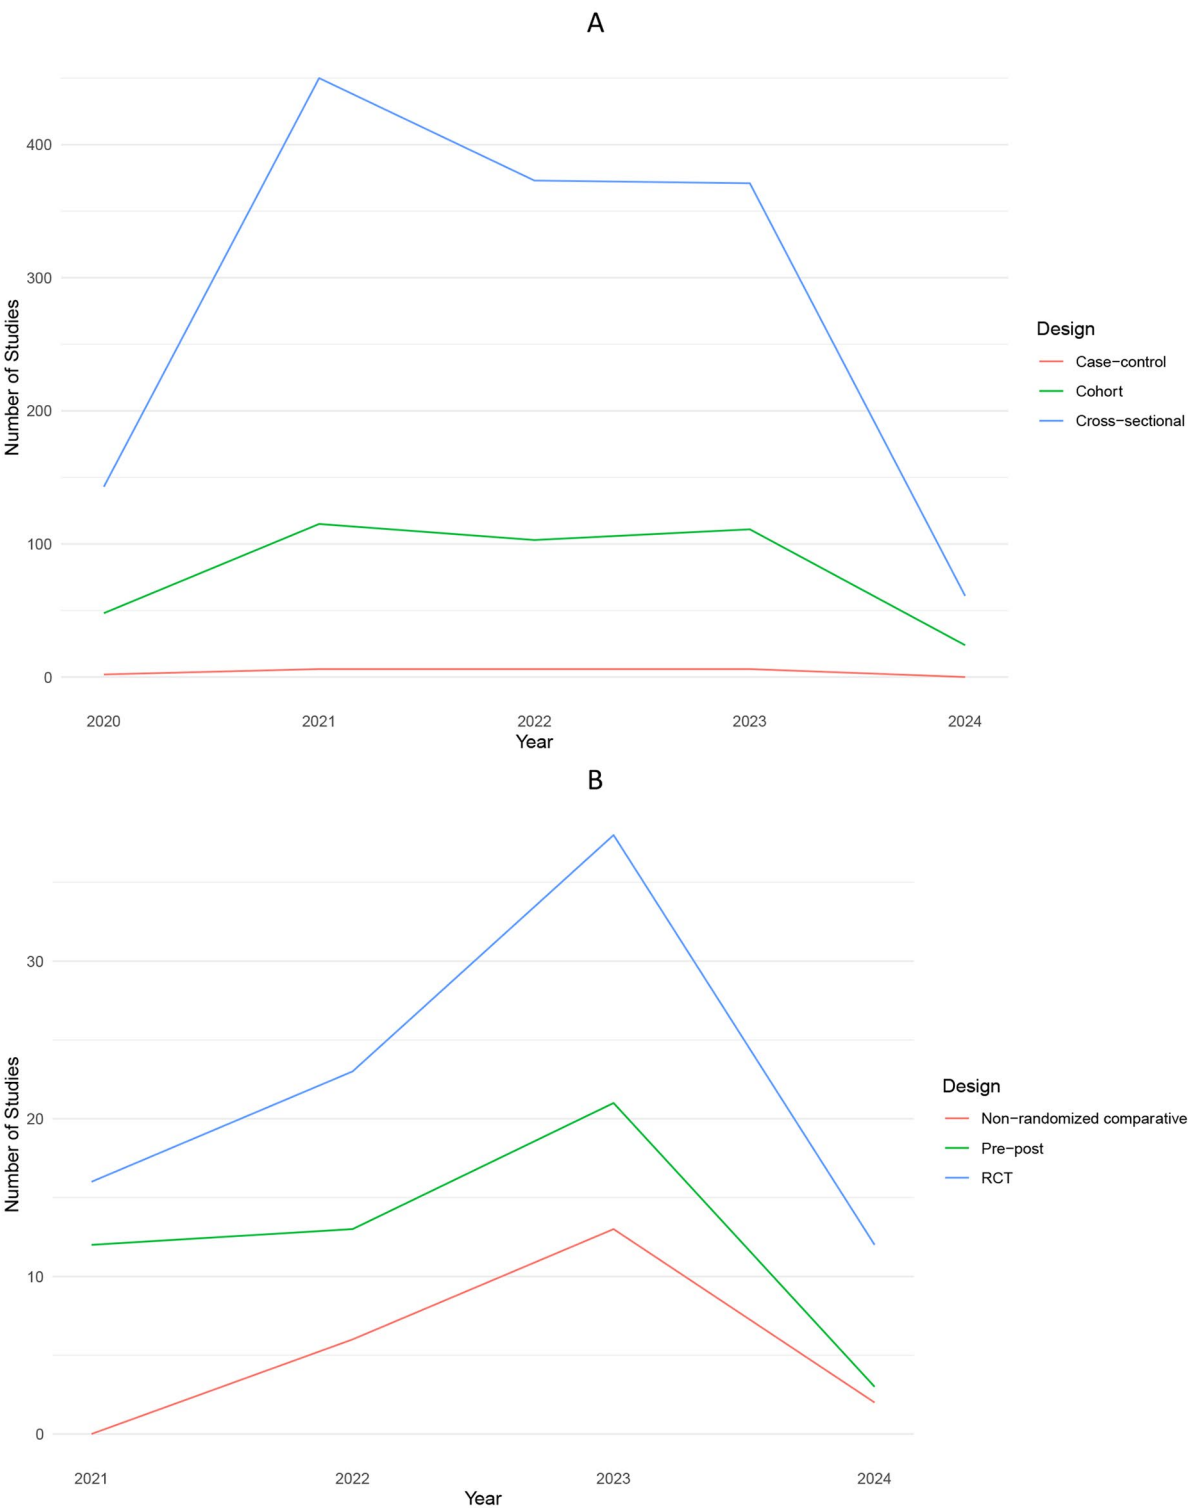 A
Number of Studies
400
300
200
100
0
2020 2021 2022 2023 2024
Year
Design
Case−control
Cohort
Cross−sectional
B
Number of Studies
30
20
10
0
2021 2022 2023 2024
Year
Design
Non−randomized comparative
Pre−post
RCT